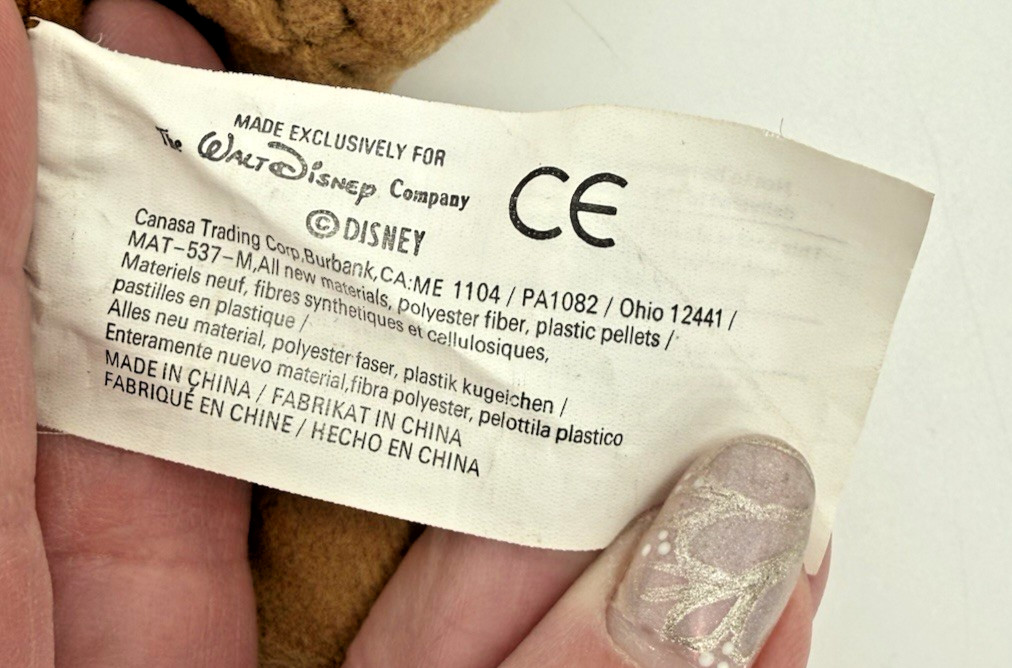 MADE EXCLUSIVELY FOR
The WALT DISNEY Company
© DISNEY
CE
Canasa Trading Corp,Burbank,CA:ME 1104 / PA1082 / Ohio 12441 /
MAT-537-M,All new materials, polyester fiber, plastic pellets /
Materiels neuf, fibres synthetiques et cellulosiques,
pastilles en plastique /
Alles neu material, polyester faser, plastik kugeichen /
Enteramente nuevo material,fibra polyester, pelottila plastico
MADE IN CHINA / FABRIKAT IN CHINA
FABRIQUÉ EN CHINE / HECHO EN CHINA